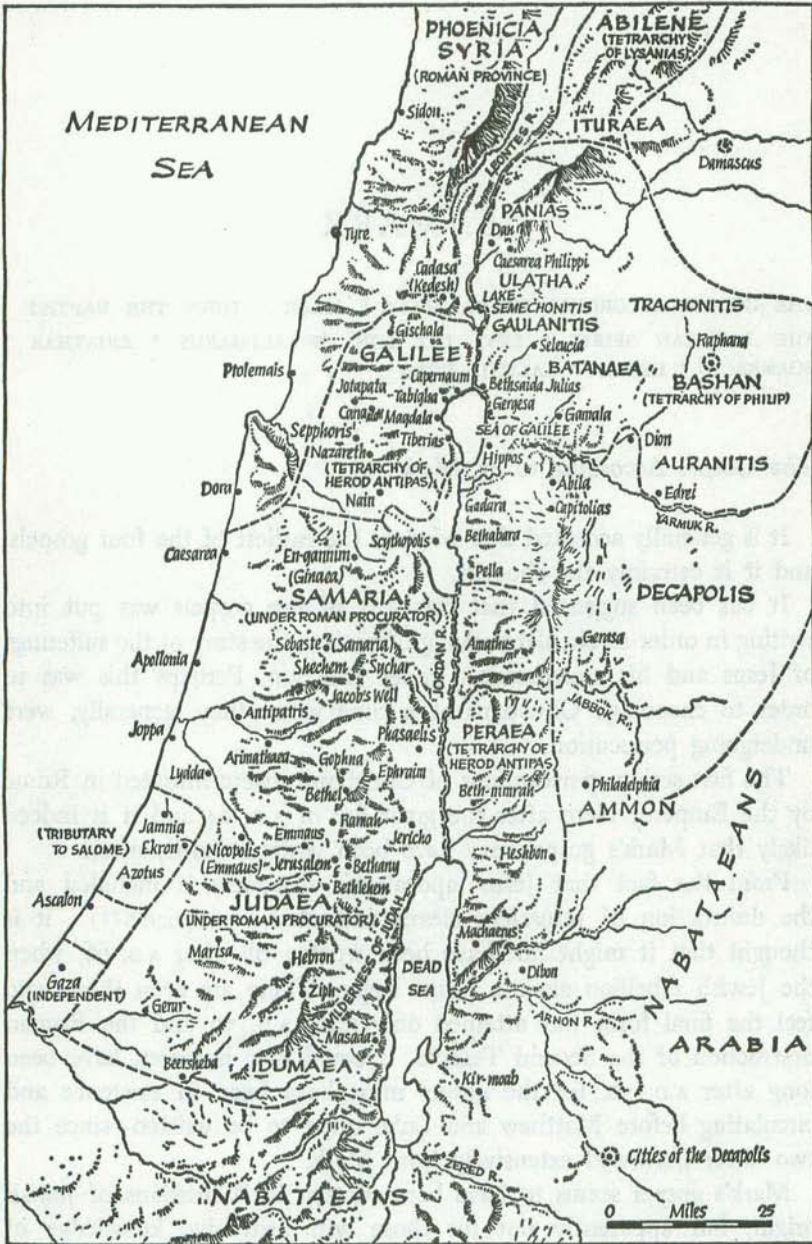 PHOENICIA
SYRIA
(ROMAN PROVINCE)
ABILENE
(TETRARCHY
OF LYSANIAS)
MEDITERRANEAN
SEA
Sidon
LEONTES R.
ITURAEA
Damascus
PANIAS
Tyre
Dan
Caesarea Philippi
Cadasa
(Kedesh)
ULATHA
LAKE
SEMECHONITIS
TRACHONITIS
GAULANITIS
Gischala
GALILEE
Seleucia
Raphana
BATANAEA
Ptolemais
Capernaum
Bethsaida Julias
BASHAN
(TETRARCHY OF PHILIP)
Jotapata
Tabigha
Gergesa
Cana
Magdala
Gamala
SEA OF GALILEE
Sepphoris
Tiberias
Dion
Nazareth
Hippos
AURANITIS
(TETRARCHY OF
HEROD ANTIPAS)
Abila
Dora
Nain
Edrei
Gadara
Capitolias
YARMUK R.
Caesarea
En-gannim
(Ginaea)
Scythopolis
Bethabara
Pella
DECAPOLIS
SAMARIA
(UNDER ROMAN PROCURATOR)
JORDAN R.
Sebaste (Samaria)
Amathus
Gerasa
Apollonia
Shechem
Sychar
Jacob's Well
JABBOK R.
Antipatris
Phasaelis
PERAEA
(TETRARCHY OF
HEROD ANTIPAS)
Joppa
Arimathaea
Gophna
Ephraim
Philadelphia
Lydda
Bethel
Beth-nimrah
AMMON
Ramah
(TRIBUTARY
TO SALOME)
Jamnia
Emmaus
Jericho
Ekron
Nicopolis
(Emmaus)
Jerusalem
Bethany
Heshbon
Azotus
Bethlehem
Ascalon
JUDAEA
(UNDER ROMAN PROCURATOR)
WILDERNESS OF JUDAH
Machaerus
NABATAEANS
Marisa
Hebron
DEAD
SEA
Dibon
Gaza
(INDEPENDENT)
Ziph
Gerar
ARNON R.
Masada
ARABIA
Beersheba
IDUMAEA
Kir-moab
Cities of the Decapolis
ZERED R.
NABATAEANS
0 Miles 25